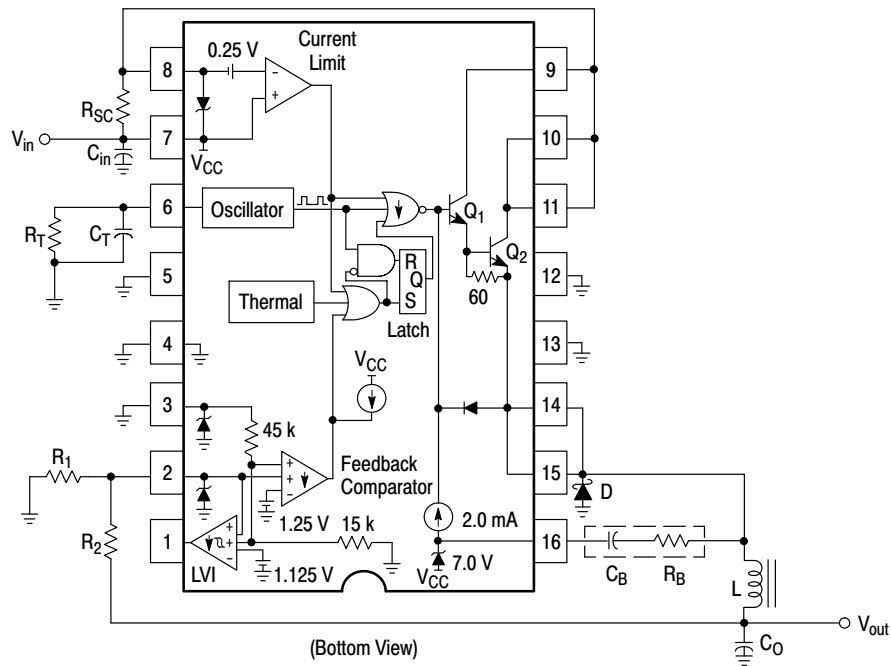 Current
Limit
0.25 V
8
9
R_SC
V_in
7
10
C_in
V_CC
6
Oscillator
11
Q_1
R_T
C_T
Q_2
5
R
Q
S
12
60
Thermal
Latch
4
13
V_CC
3
14
45 k
R_1
2
Feedback
Comparator
15
D
2.0 mA
1.25 V
15 k
R_2
1
16
7.0 V
C_B
R_B
LVI
1.125 V
V_CC
L
V_out
(Bottom View)
C_O
+
-
-
+
+
+
-
+
+
-